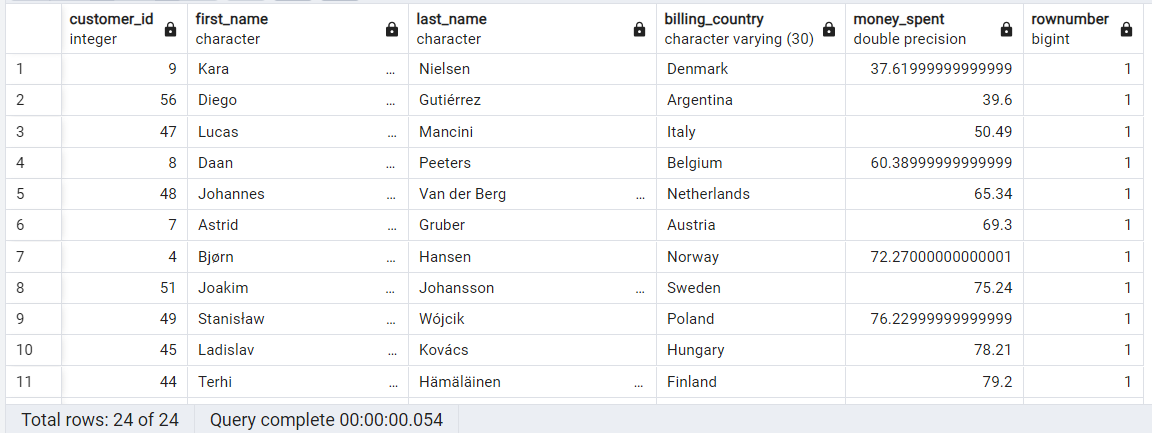 customer_id first_name last_name billing_country money_spent rownumber
integer character character character varying (30) double precision bigint
1 9 Kara ... Nielsen Denmark 37.61999999999999 1
2 56 Diego ... Gutiérrez Argentina 39.6 1
3 47 Lucas ... Mancini Italy 50.49 1
4 8 Daan ... Peeters Belgium 60.38999999999999 1
5 48 Johannes ... Van der Berg ... Netherlands 65.34 1
6 7 Astrid ... Gruber Austria 69.3 1
7 4 Bjørn ... Hansen Norway 72.27000000000001 1
8 51 Joakim ... Johansson ... Sweden 75.24 1
9 49 Stanisław ... Wójcik Poland 76.22999999999999 1
10 45 Ladislav ... Kovács Hungary 78.21 1
11 44 Terhi ... Hämäläinen ... Finland 79.2 1
Total rows: 24 of 24 Query complete 00:00:00.054